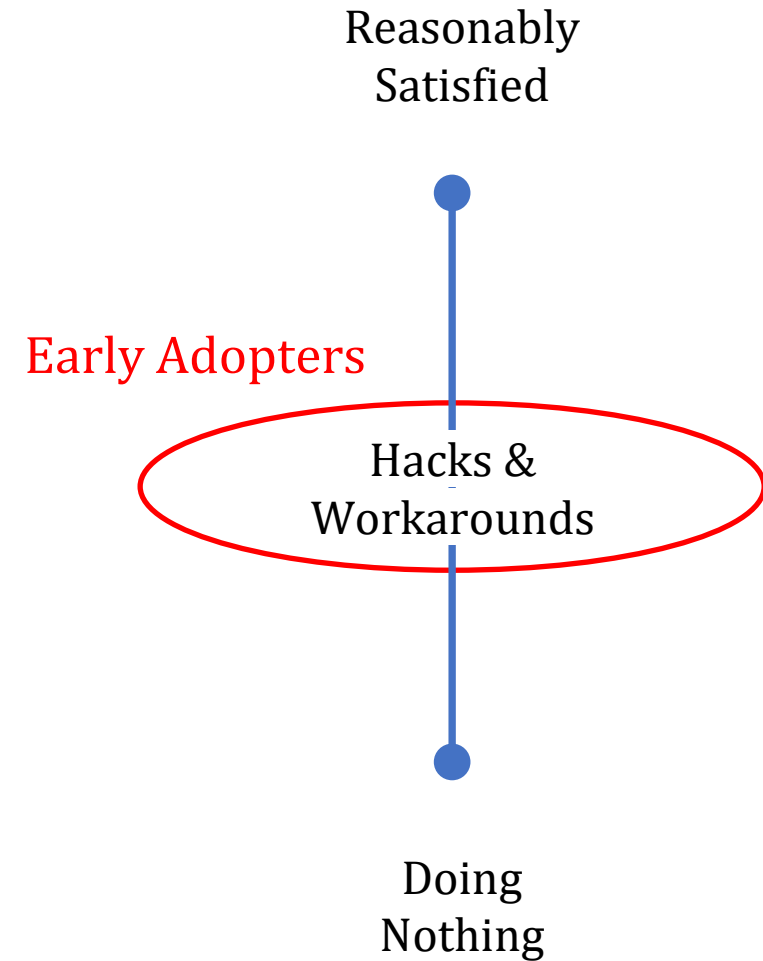 Reasonably
Satisfied
Early Adopters
Hacks &
Workarounds
Doing
Nothing